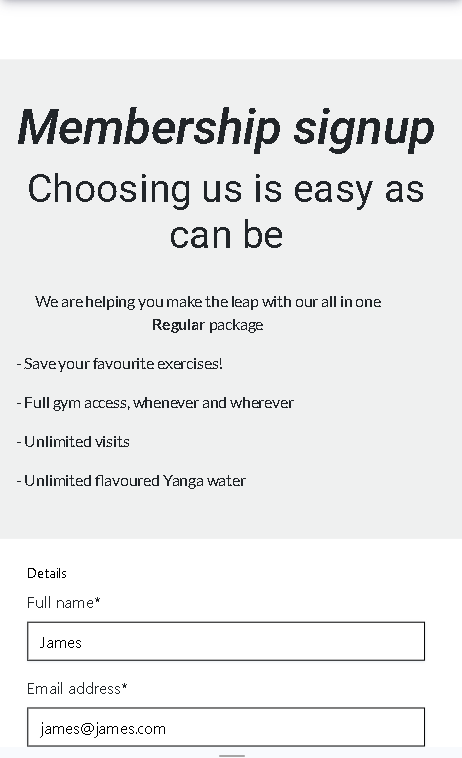 Membership signup
Choosing us is easy as
can be
We are helping you make the leap with our all in one
Regular package
- Save your favourite exercises!
- Full gym access, whenever and wherever
- Unlimited visits
- Unlimited flavoured Yanga water
Details
Full name*
James
Email address*
james@james.com